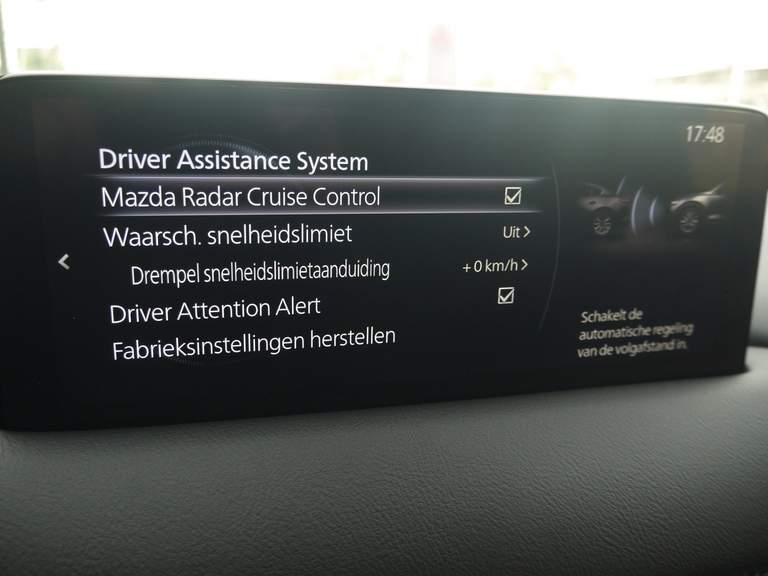 17:48
Driver Assistance System
Mazda Radar Cruise Control
Waarsch. snelheidslimiet Uit >
Drempel snelheidslimietaanduiding +0 km/h >
Driver Attention Alert
Fabrieksinstellingen herstellen
Schakelt de
automatische regeling
van de volgafstand in.